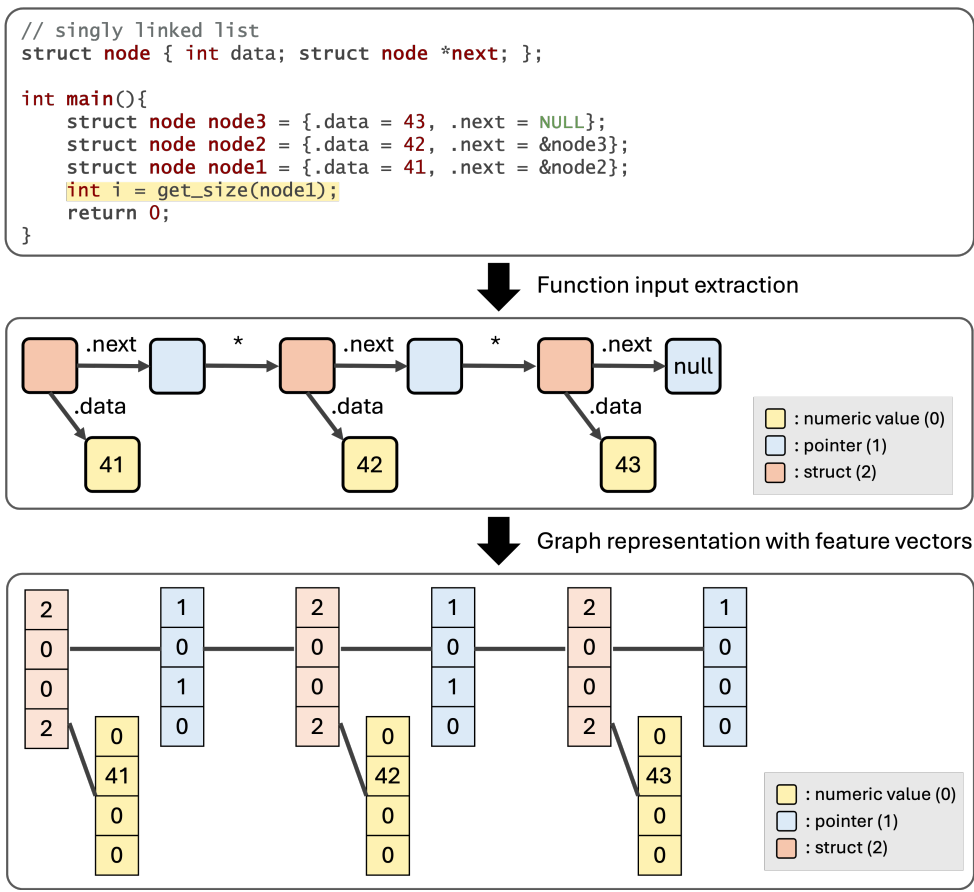 // singly linked list
struct node { int data; struct node *next; };
int main(){
struct node node3 = {.data = 43, .next = NULL};
struct node node2 = {.data = 42, .next = &node3};
struct node node1 = {.data = 41, .next = &node2};
int i = get_size(node1);
return 0;
}
Function input extraction
.next * .next * .next
null
.data .data .data
41 42 43
: numeric value (0)
: pointer (1)
: struct (2)
Graph representation with feature vectors
2 1 2 1 2 1
0 0 0 0 0 0
0 1 0 1 0 0
2 0 2 0 2 0
0 0 0
41 42 43
0 0 0
0 0 0
: numeric value (0)
: pointer (1)
: struct (2)